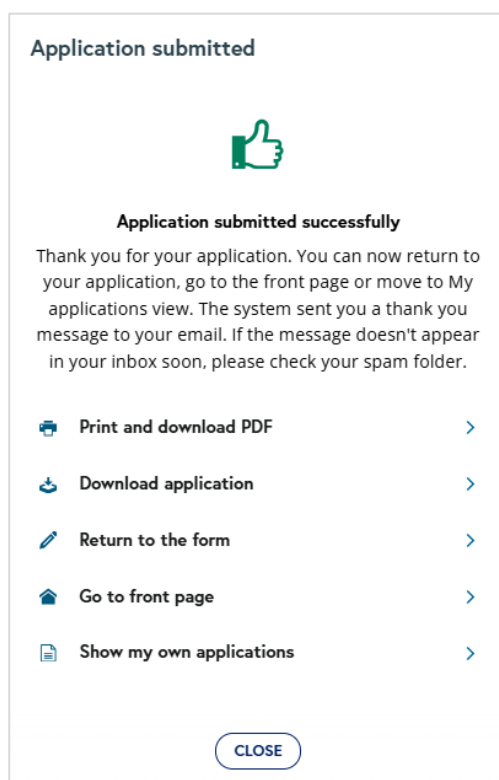 Application submitted
Application submitted successfully
Thank you for your application. You can now return to
your application, go to the front page or move to My
applications view. The system sent you a thank you
message to your email. If the message doesn't appear
in your inbox soon, please check your spam folder.
Print and download PDF
Download application
Return to the form
Go to front page
Show my own applications
CLOSE